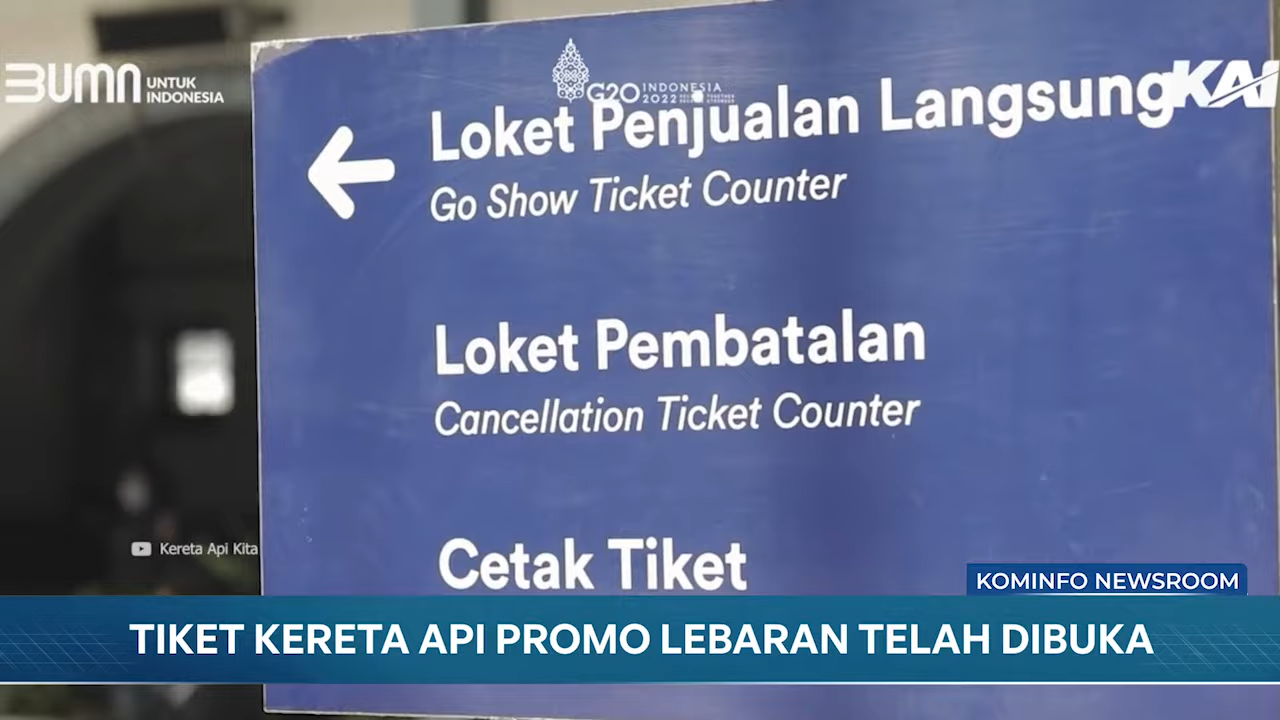 BUMN UNTUK
INDONESIA
G20 INDONESIA
2022
KAI
Loket Penjualan Langsung
Go Show Ticket Counter
Loket Pembatalan
Cancellation Ticket Counter
Cetak Tiket
Kereta Api Kita
KOMINFO NEWSROOM
TIKET KERETA API PROMO LEBARAN TELAH DIBUKA